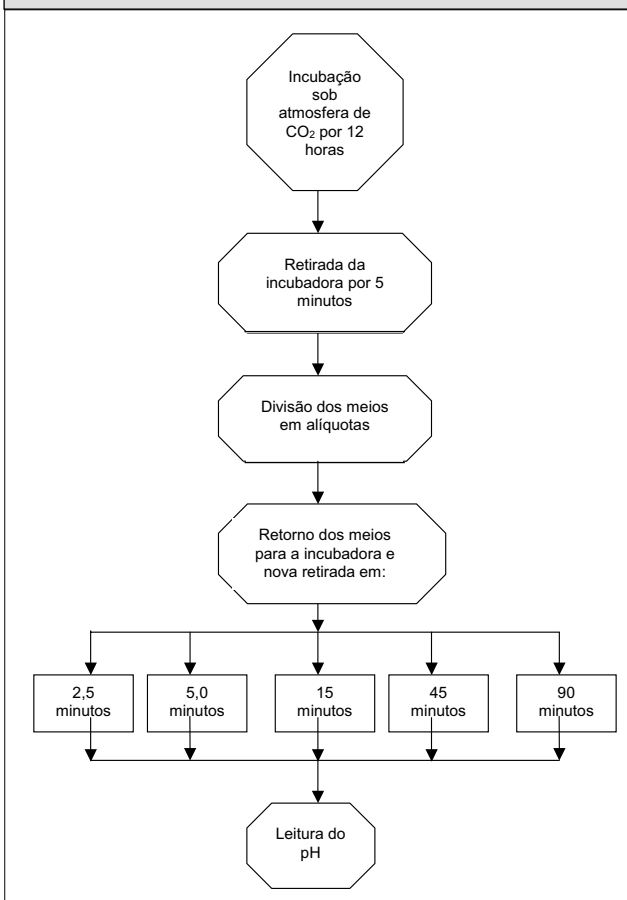 Incubação
sob
atmosfera de
CO₂ por 12
horas
Retirada da
incubadora por 5
minutos
Divisão dos meios
em alíquotas
Retorno dos meios
para a incubadora e
nova retirada em:
2,5
minutos
5,0
minutos
15
minutos
45
minutos
90
minutos
Leitura do
pH